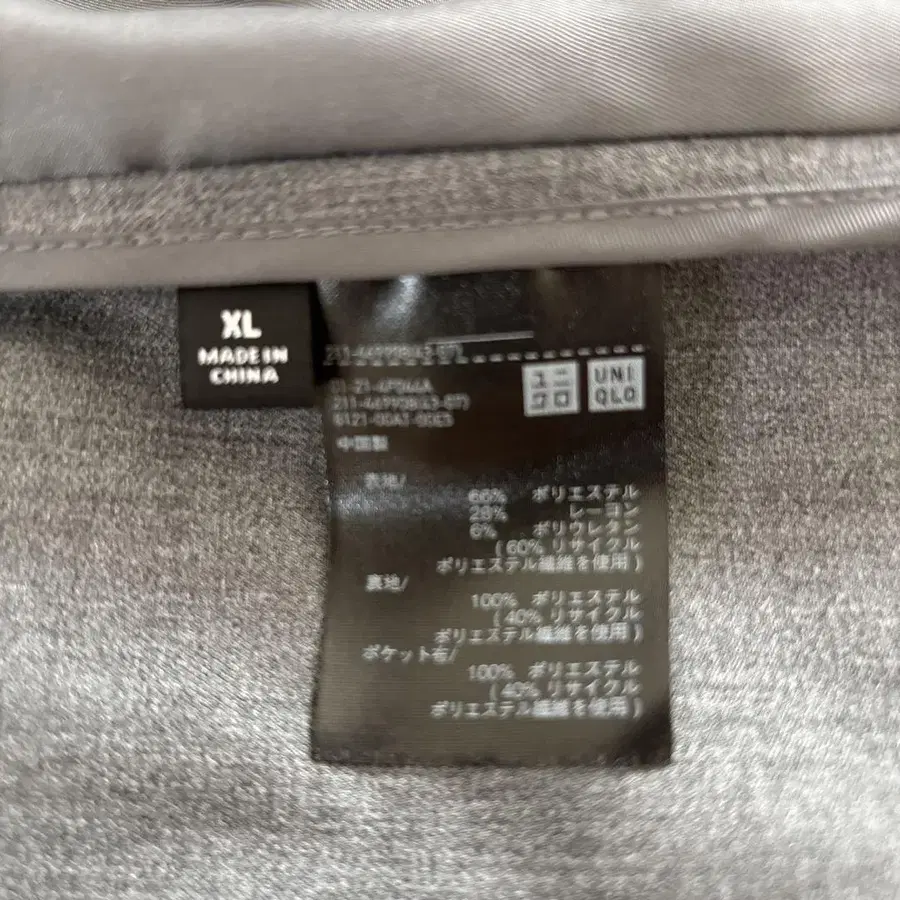 XL
MADE IN
CHINA
ユニ
クロ
UNI
QLO
中国製
表地/
66% ポリエステル
28% レーヨン
6% ポリウレタン
( 60% リサイクル
ポリエステル繊維を使用 )
裏地/
100% ポリエステル
( 40% リサイクル
ポリエステル繊維を使用 )
ポケット布/
100% ポリエステル
( 40% リサイクル
ポリエステル繊維を使用 )